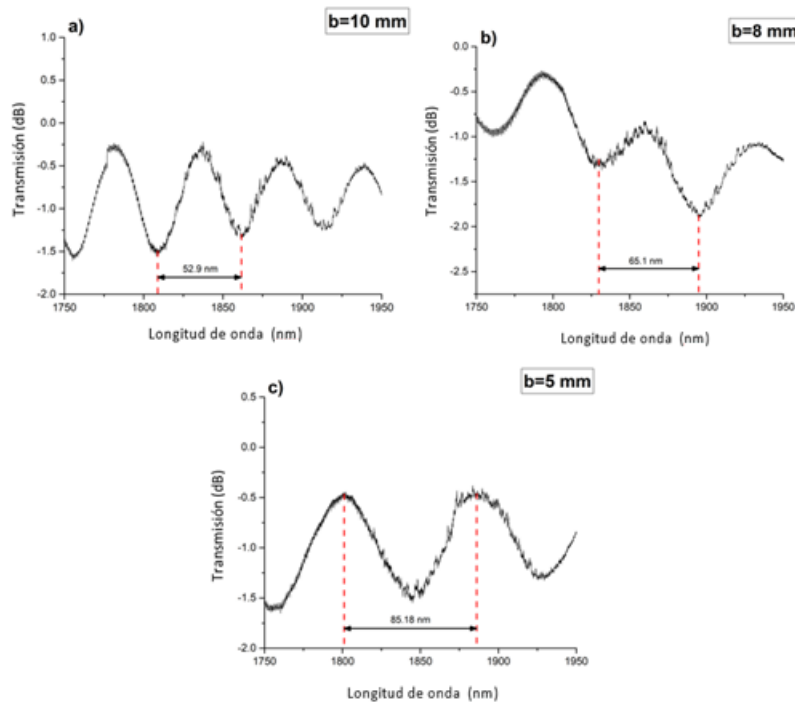 a)
b=10 mm
1.0
0.5
0.0
-0.5
-1.0
-1.5
-2.0
Transmisión (dB)
52.9 nm
1750 1800 1850 1900 1950
Longitud de onda (nm)
b)
b=8 mm
0.0
-0.5
-1.0
-1.5
-2.0
-2.5
Transmisión (dB)
65.1 nm
1750 1800 1850 1900 1950
Longitud de onda (nm)
c)
b=5 mm
0.5
0.0
-0.5
-1.0
-1.5
-2.0
Transmisión (dB)
85.18 nm
1750 1800 1850 1900 1950
Longitud de onda (nm)